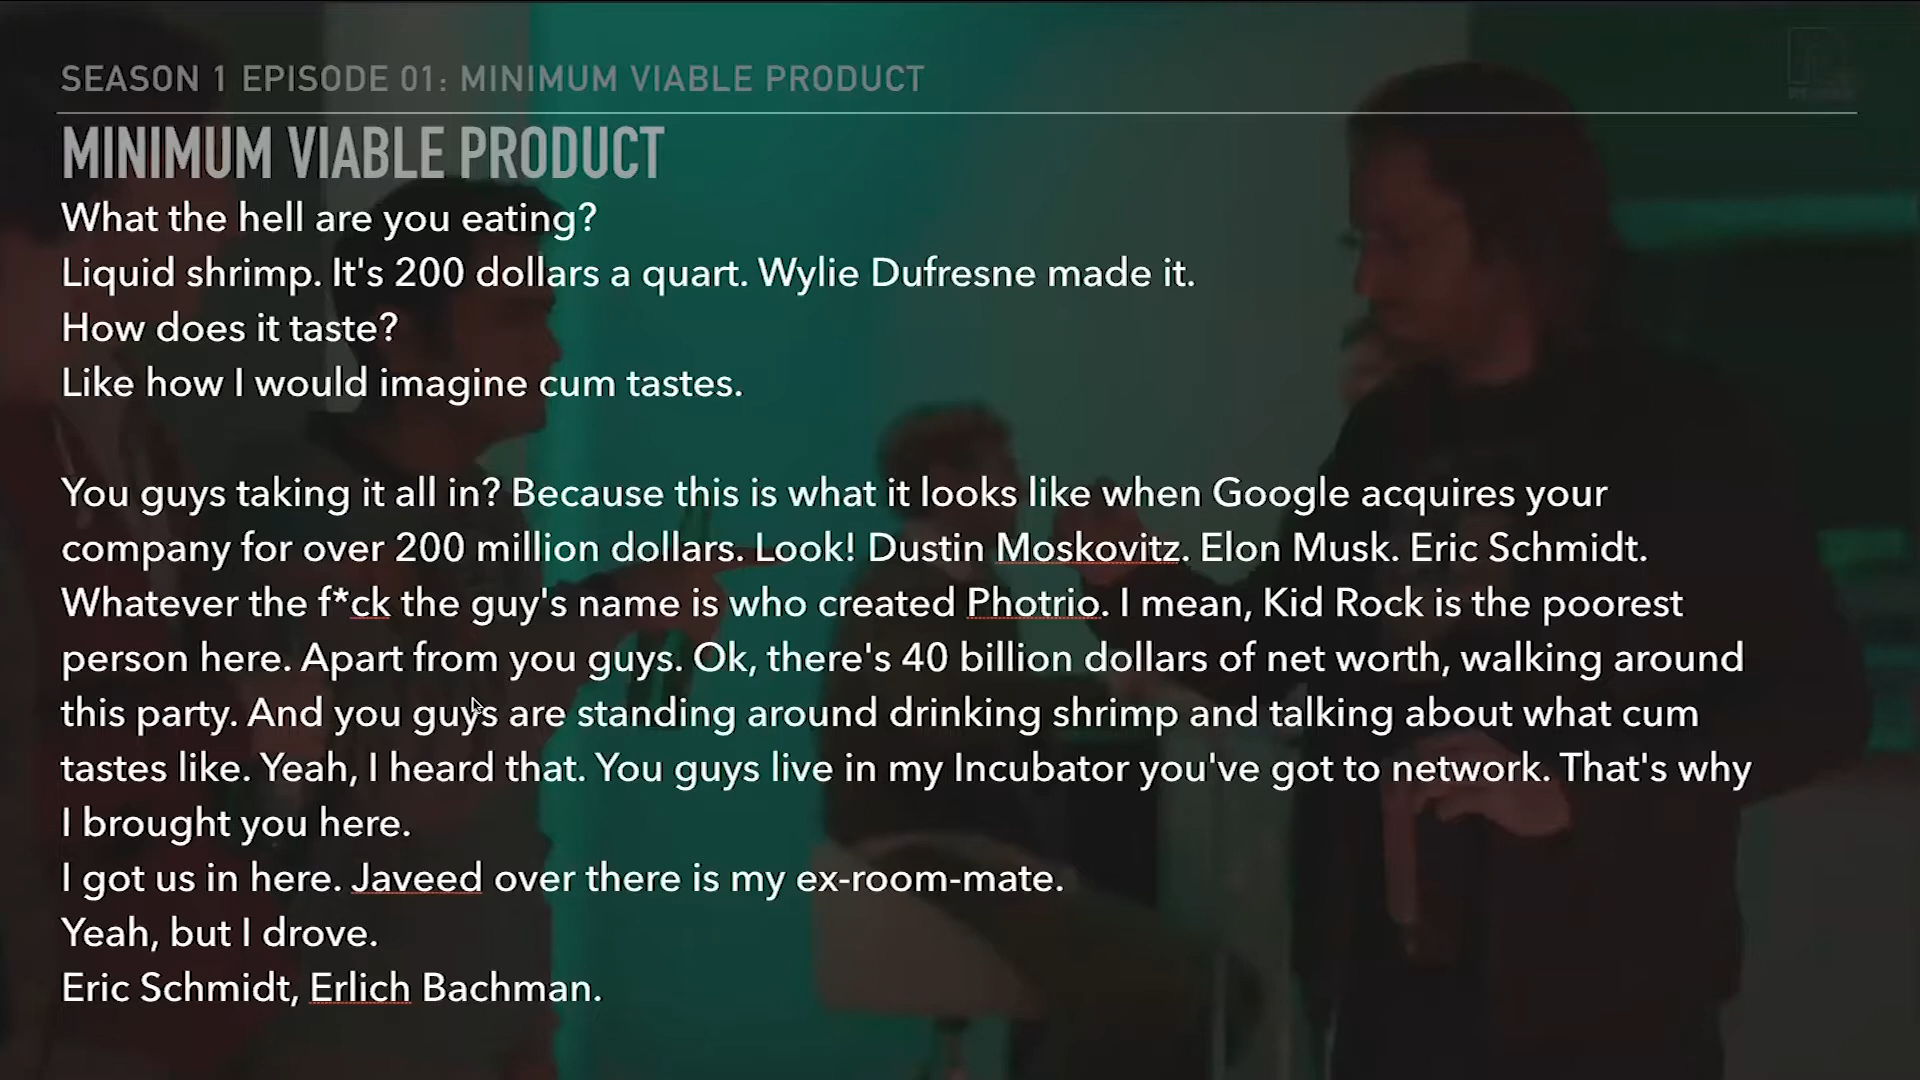 SEASON 1 EPISODE 01: MINIMUM VIABLE PRODUCT
MINIMUM VIABLE PRODUCT
What the hell are you eating?
Liquid shrimp. It's 200 dollars a quart. Wylie Dufresne made it.
How does it taste?
Like how I would imagine cum tastes.
You guys taking it all in? Because this is what it looks like when Google acquires your
company for over 200 million dollars. Look! Dustin Moskovitz. Elon Musk. Eric Schmidt.
Whatever the f*ck the guy's name is who created Photrio. I mean, Kid Rock is the poorest
person here. Apart from you guys. Ok, there's 40 billion dollars of net worth, walking around
this party. And you guys are standing around drinking shrimp and talking about what cum
tastes like. Yeah, I heard that. You guys live in my Incubator you've got to network. That's why
I brought you here.
I got us in here. Javeed over there is my ex-room-mate.
Yeah, but I drove.
Eric Schmidt, Erlich Bachman.